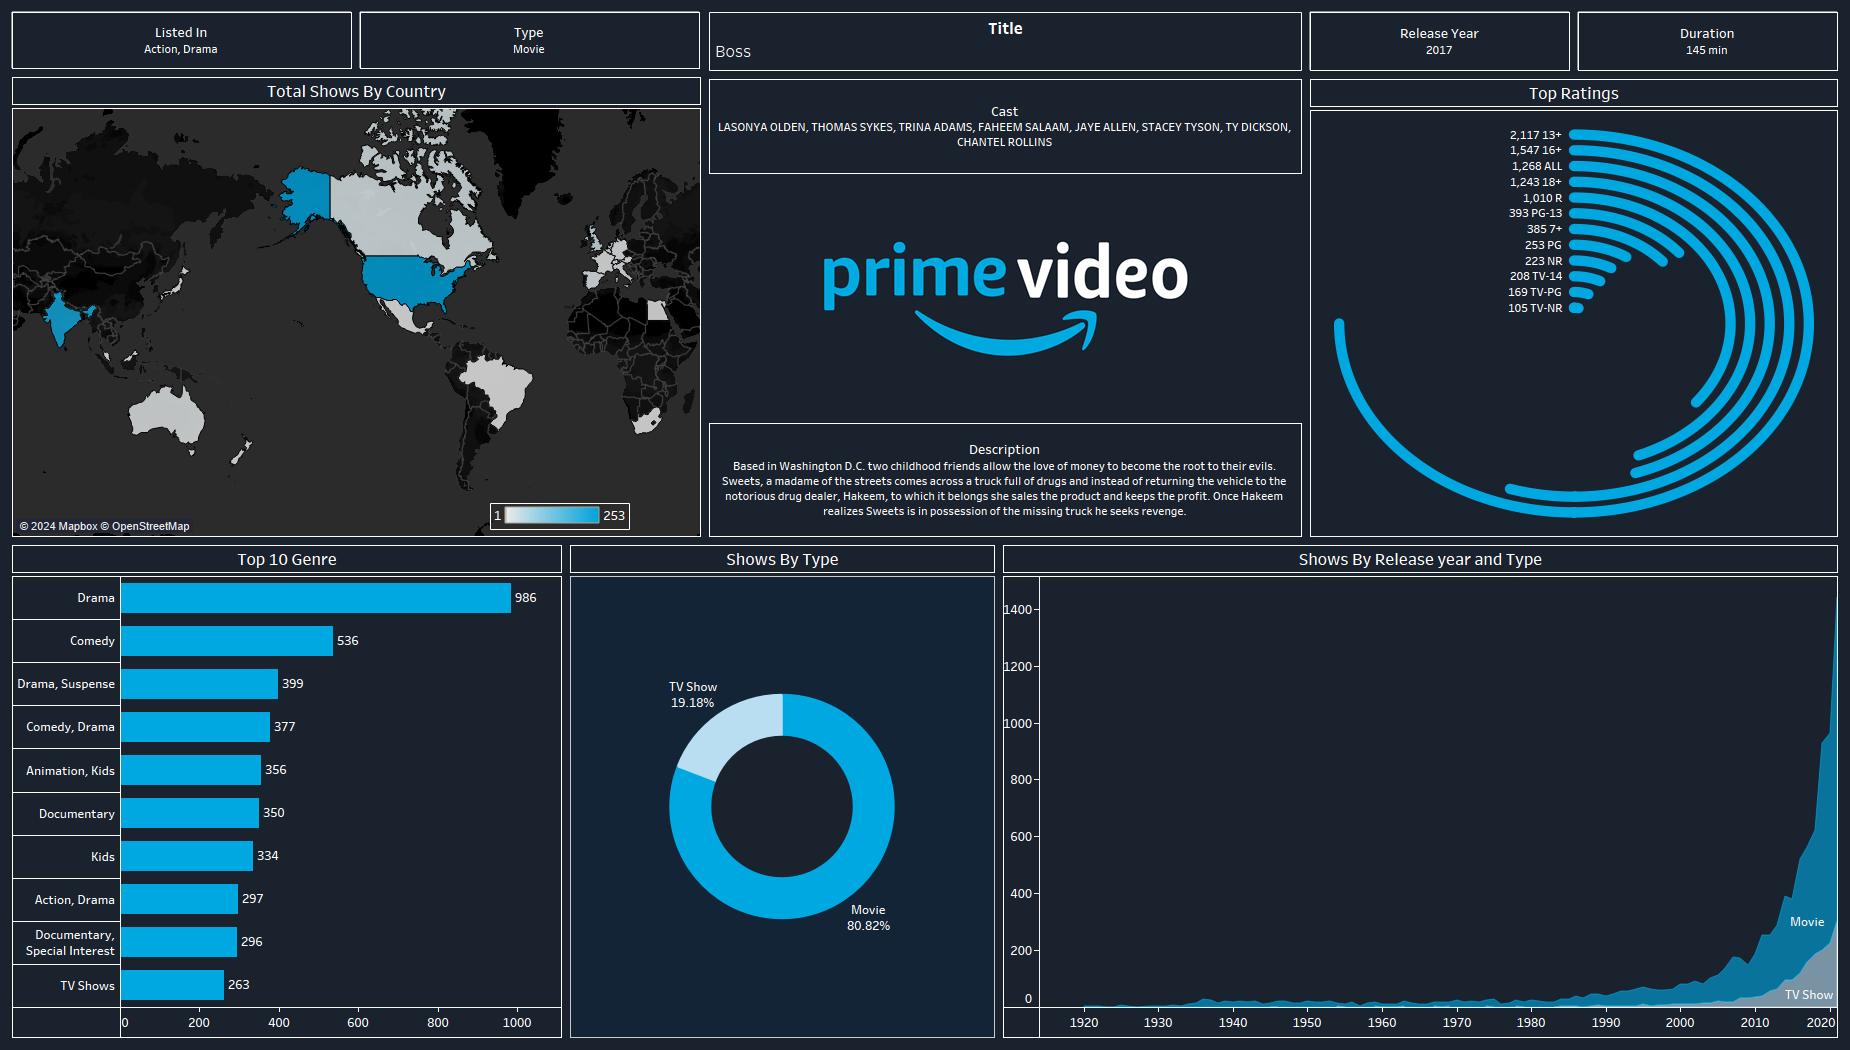 Listed In
Action, Drama
Type
Movie
Title
Boss
Release Year
2017
Duration
145 min
Total Shows By Country
© 2024 Mapbox © OpenStreetMap
1
253
Cast
LASONYA OLDEN, THOMAS SYKES, TRINA ADAMS, FAHEEM SALAAM, JAYE ALLEN, STACEY TYSON, TY DICKSON,
CHANTEL ROLLINS
prime video
Description
Based in Washington D.C. two childhood friends allow the love of money to become the root to their evils.
Sweets, a madame of the streets comes across a truck full of drugs and instead of returning the vehicle to the
notorious drug dealer, Hakeem, to which it belongs she sales the product and keeps the profit. Once Hakeem
realizes Sweets is in possession of the missing truck he seeks revenge.
Top Ratings
2,117 13+
1,547 16+
1,268 ALL
1,243 18+
1,010 R
393 PG-13
385 7+
253 PG
223 NR
208 TV-14
169 TV-PG
105 TV-NR
Top 10 Genre
Drama
986
Comedy
536
Drama, Suspense
399
Comedy, Drama
377
Animation, Kids
356
Documentary
350
Kids
334
Action, Drama
297
Documentary,
Special Interest
296
TV Shows
263
0
200
400
600
800
1000
Shows By Type
TV Show
19.18%
Movie
80.82%
Shows By Release year and Type
1400
1200
1000
800
600
400
200
0
Movie
TV Show
1920
1930
1940
1950
1960
1970
1980
1990
2000
2010
2020